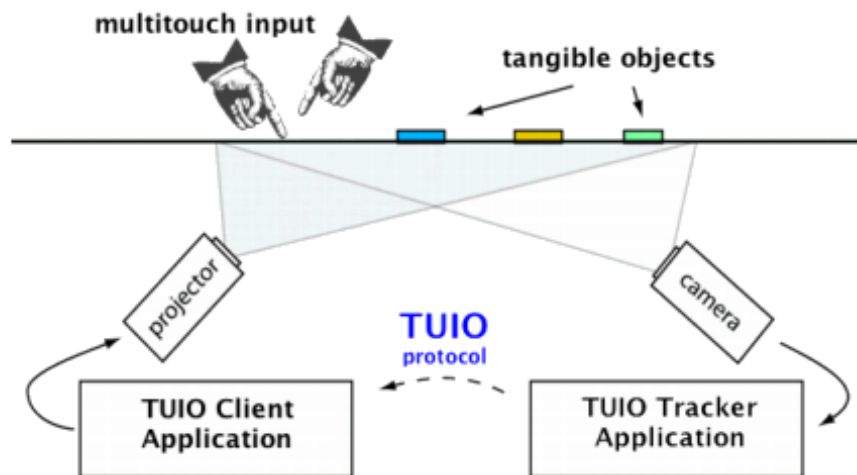 multitouch input
tangible objects
projector
camera
TUIO
protocol
TUIO Client
Application
TUIO Tracker
Application